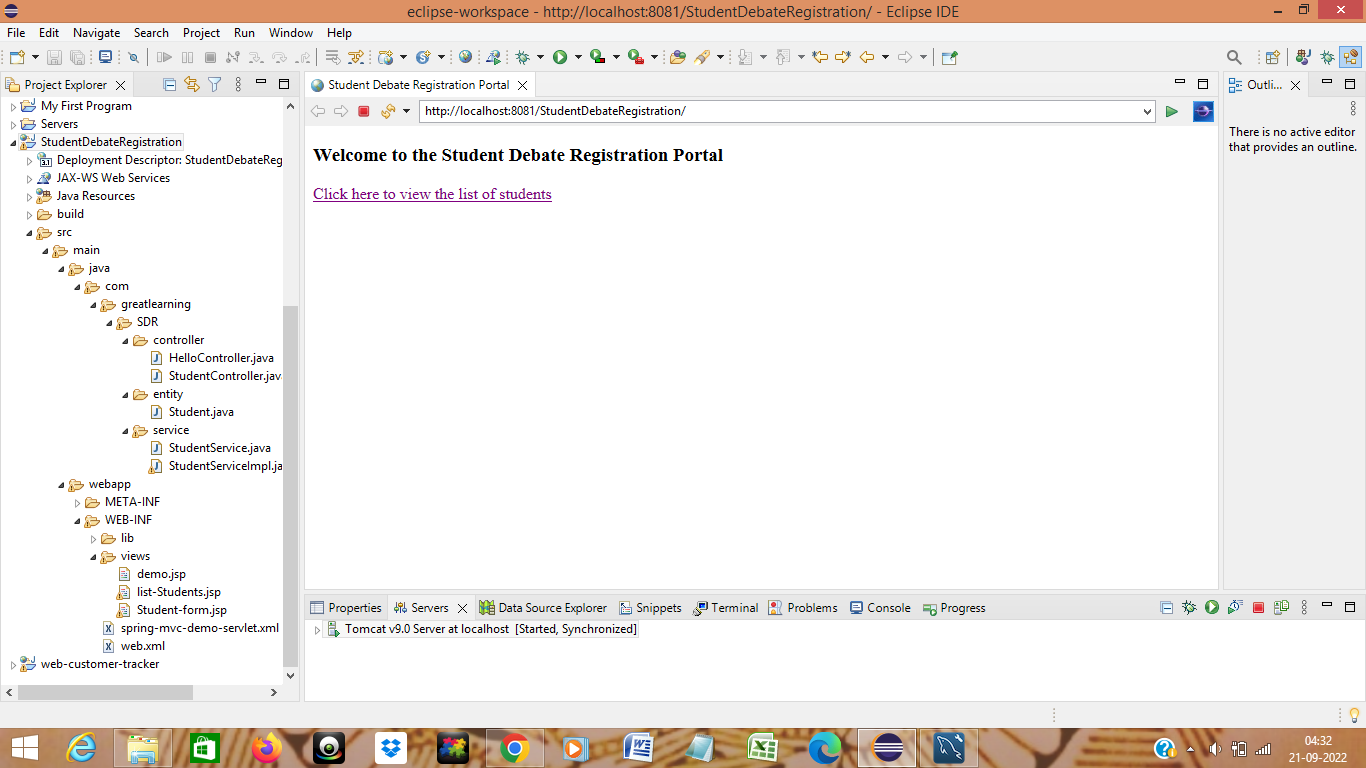 eclipse-workspace - http://localhost:8081/StudentDebateRegistration/ - Eclipse IDE
File Edit Navigate Search Project Run Window Help
Project Explorer
My First Program
Servers
StudentDebateRegistration
3.1 Deployment Descriptor: StudentDebateReg
JAX-WS Web Services
Java Resources
build
src
main
java
com
greatlearning
SDR
controller
HelloController.java
StudentController.jav
entity
Student.java
service
StudentService.java
StudentServiceImpl.ja
webapp
META-INF
WEB-INF
lib
views
demo.jsp
list-Students.jsp
Student-form.jsp
spring-mvc-demo-servlet.xml
web.xml
web-customer-tracker
Student Debate Registration Portal
http://localhost:8081/StudentDebateRegistration/
Welcome to the Student Debate Registration Portal
Click here to view the list of students
Outli...
There is no active editor
that provides an outline.
Properties Servers Data Source Explorer Snippets Terminal Problems Console Progress
Tomcat v9.0 Server at localhost [Started, Synchronized]
04:32
21-09-2022